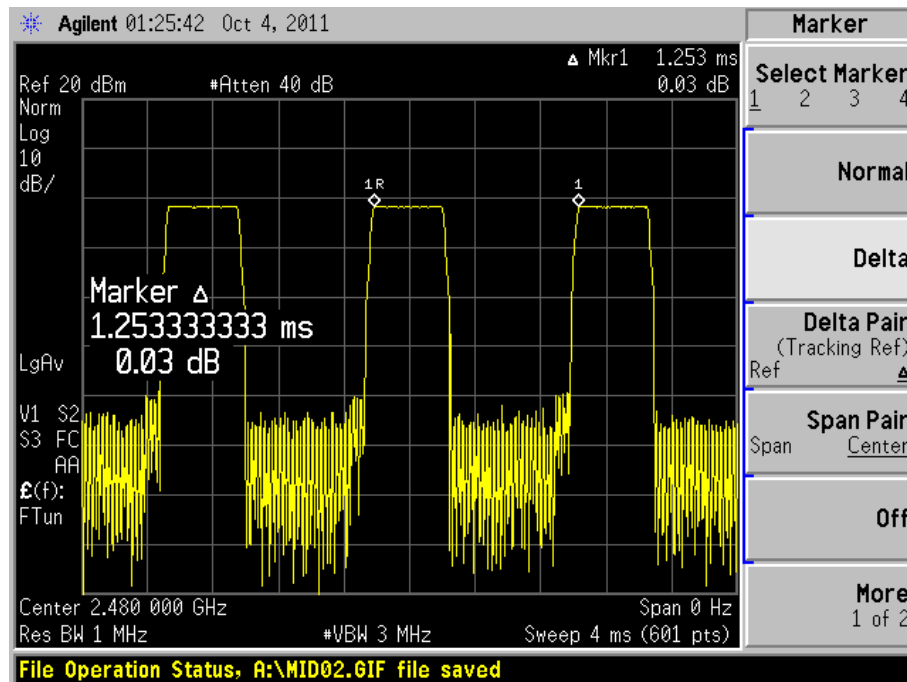 Agilent 01:25:42 Oct 4, 2011
Δ Mkr1 1.253 ms
Ref 20 dBm #Atten 40 dB 0.03 dB
Norm
Log
10
dB/
1R
1
Marker Δ
1.253333333 ms
0.03 dB
LgAv
V1 S2
S3 FC
AA
£(f):
FTun
Center 2.480 000 GHz Span 0 Hz
Res BW 1 MHz #VBW 3 MHz Sweep 4 ms (601 pts)
File Operation Status, A:\MID02.GIF file saved
Marker
Select Marker
1 2 3 4
Normal
Delta
Delta Pair
(Tracking Ref)
Ref Δ
Span Pair
Span Center
Off
More
1 of 2